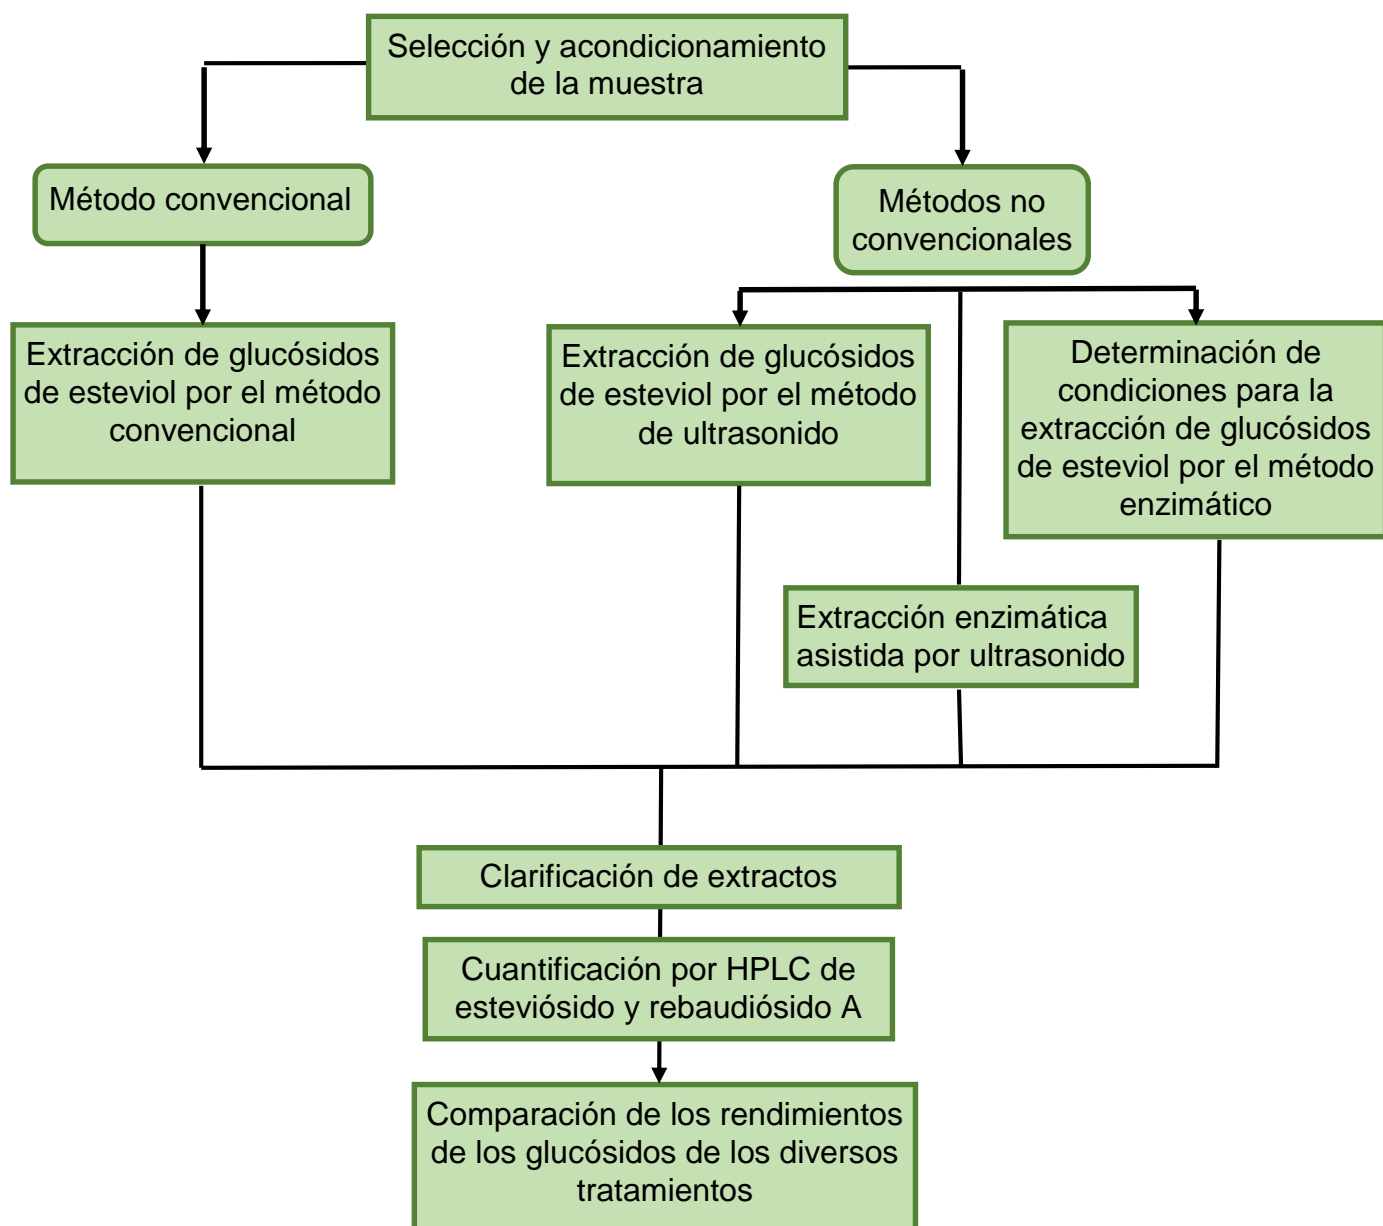 Selección y acondicionamiento
de la muestra
Método convencional
Métodos no
convencionales
Extracción de glucósidos
de esteviol por el método
convencional
Extracción de glucósidos
de esteviol por el método
de ultrasonido
Determinación de
condiciones para la
extracción de glucósidos
de esteviol por el método
enzimático
Extracción enzimática
asistida por ultrasonido
Clarificación de extractos
Cuantificación por HPLC de
esteviósido y rebaudiósido A
Comparación de los rendimientos
de los glucósidos de los diversos
tratamientos